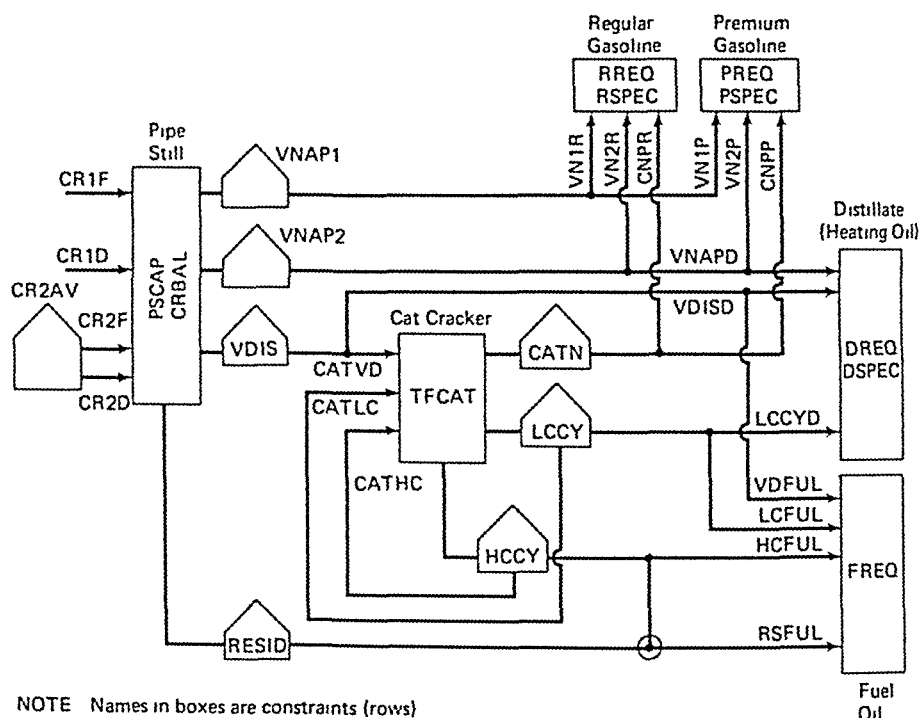 Regular
Gasoline
Premium
Gasoline
RREQ
RSPEC
PREQ
PSPEC
Pipe
Still
VNAP1
VN1R
VN2R
CNPR
VN1P
VN2P
CNPP
CR1F
Distillate
(Heating Oil)
VNAP2
VNAPD
CR1D
PSCAP
CRBAL
CR2AV
VDISD
CR2F
Cat Cracker
VDIS
CATN
DREQ
DSPEC
CATVD
CR2D
CATLC
TFCAT
LCCY
LCCYD
CATHC
VDFUL
LCFUL
HCCY
HCFUL
FREQ
RESID
RSFUL
NOTE Names in boxes are constraints (rows)
Fuel
Oil